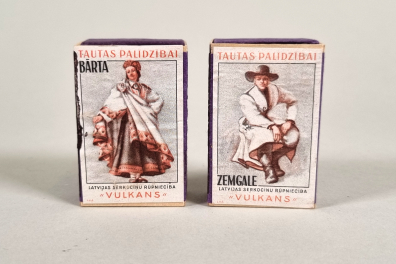 TAUTAS PALĪDZĪBAI
BĀRTA
LATVIJAS SĒRKOCIŅU RŪPNIECĪBA
"VULKANS"
TAUTAS PALĪDZĪBAI
ZEMGALE
LATVIJAS SĒRKOCIŅU RŪPNIECĪBA
"VULKANS"